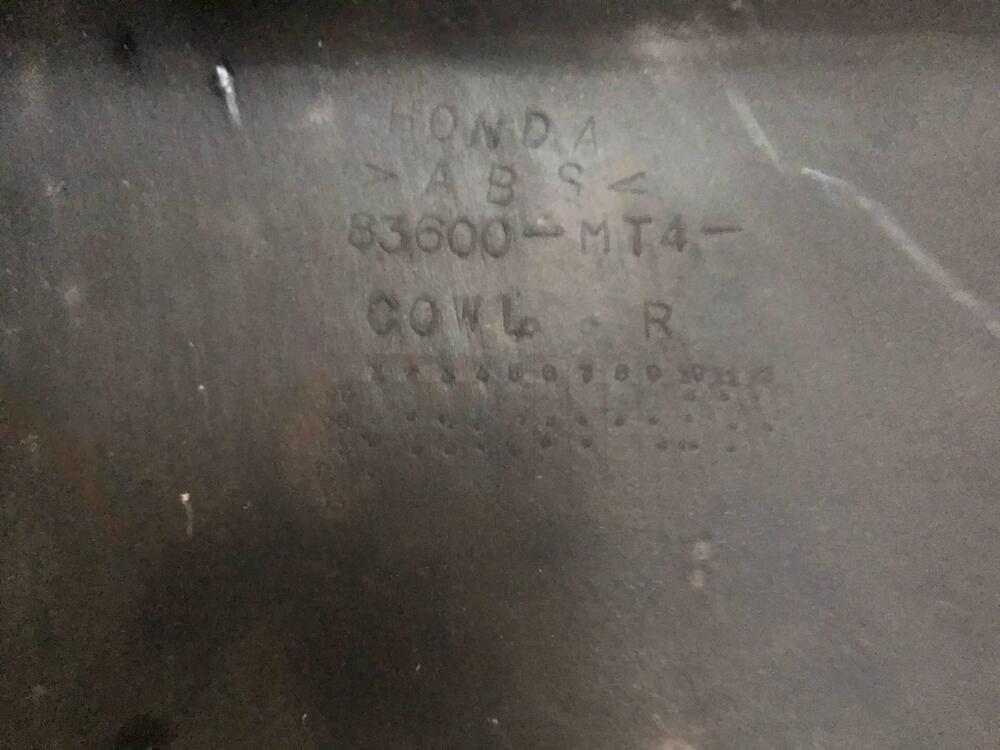 HONDA
>ABS<
83600-MT4-
COWL. R
1 2 3 4 5 6 7 8 9 10 11 12